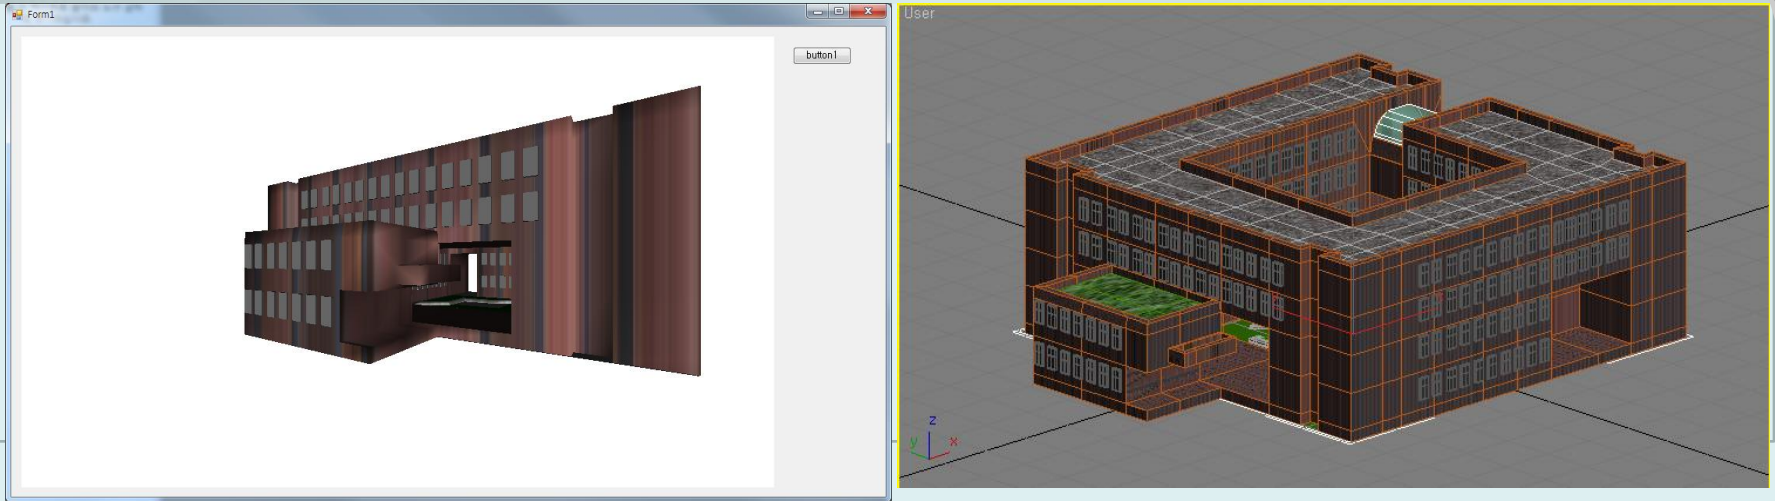 Form1
button1
User
z
y
x